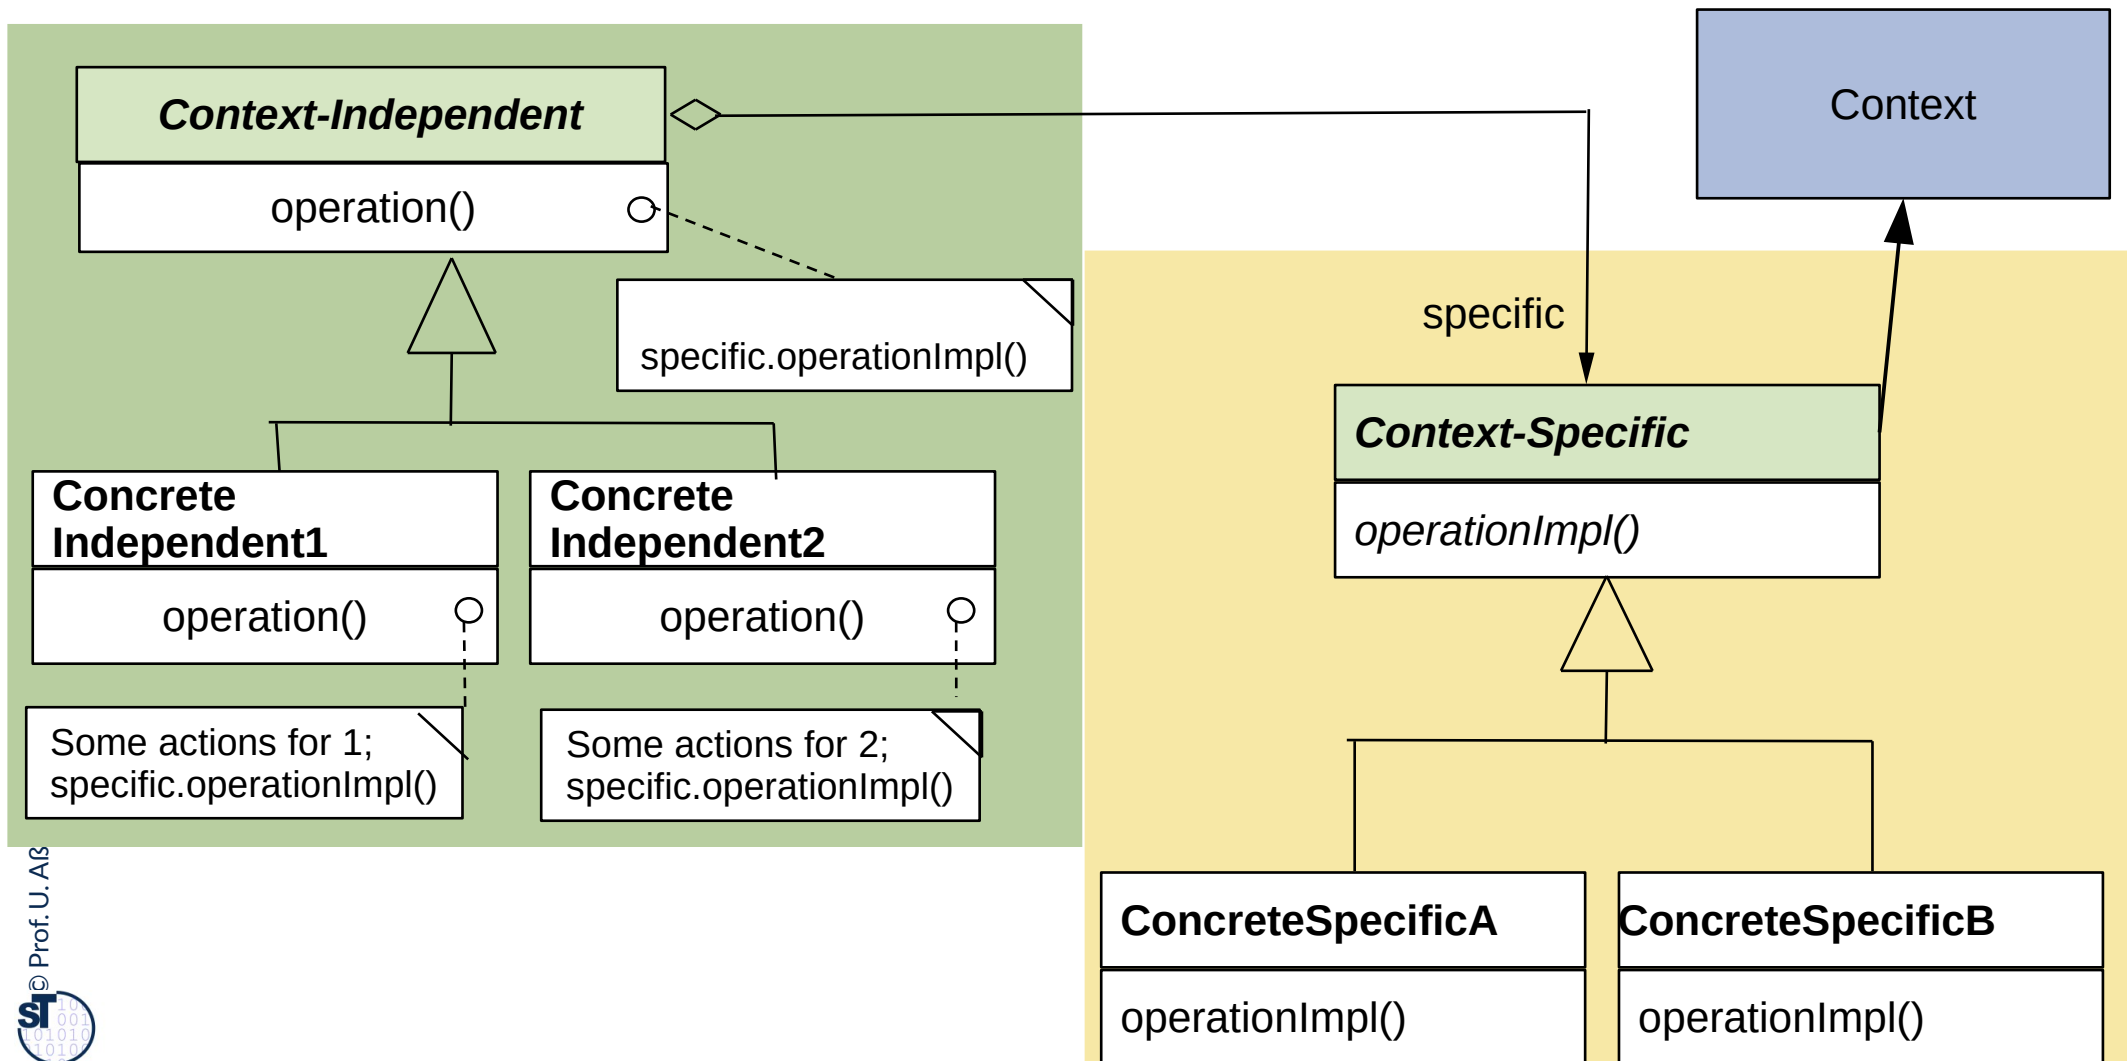 Context-Independent
operation()
specific.operationImpl()
Concrete
Independent1
operation()
Some actions for 1;
specific.operationImpl()
Concrete
Independent2
operation()
Some actions for 2;
specific.operationImpl()
Context
specific
Context-Specific
operationImpl()
ConcreteSpecificA
operationImpl()
ConcreteSpecificB
operationImpl()
© Prof. U. Aß
ST